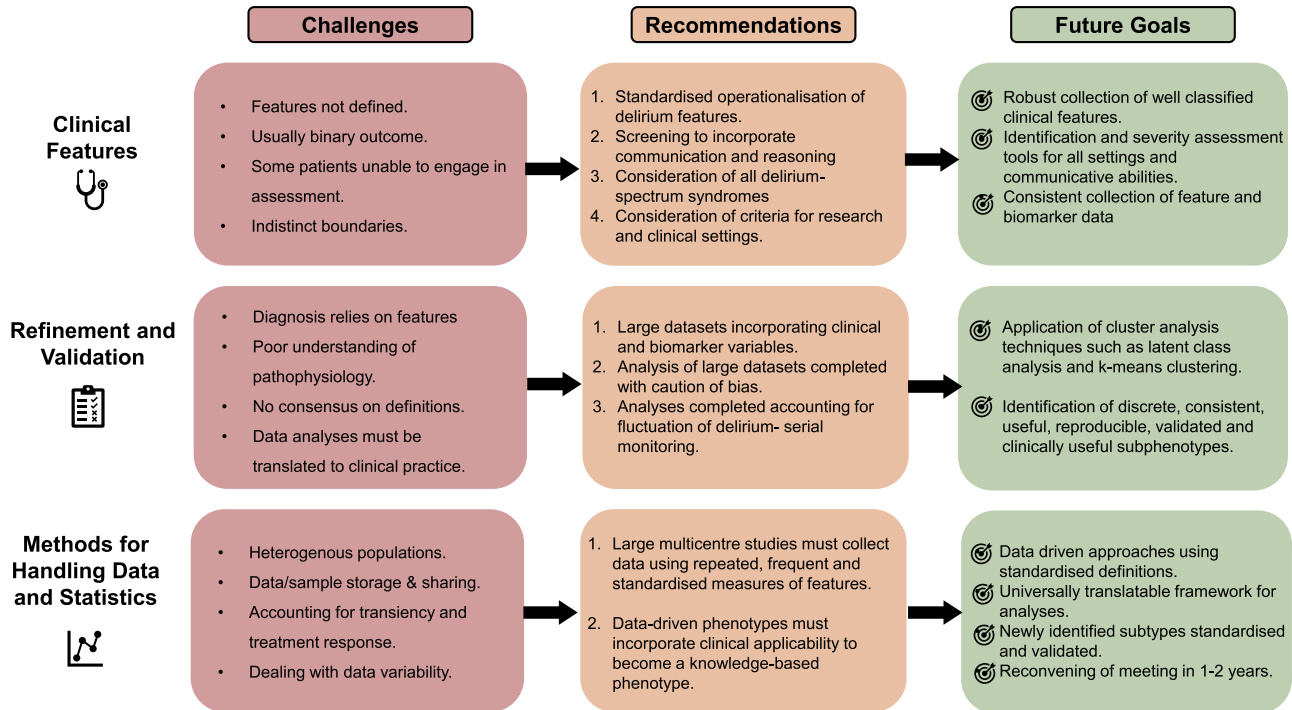 Challenges
Recommendations
Future Goals
Clinical
Features
• Features not defined.
• Usually binary outcome.
• Some patients unable to engage in
assessment.
• Indistinct boundaries.
1. Standardised operationalisation of
delirium features.
2. Screening to incorporate
communication and reasoning
3. Consideration of all delirium-
spectrum syndromes
4. Consideration of criteria for research
and clinical settings.
Robust collection of well classified
clinical features.
Identification and severity assessment
tools for all settings and
communicative abilities.
Consistent collection of feature and
biomarker data
Refinement and
Validation
• Diagnosis relies on features
• Poor understanding of
pathophysiology.
• No consensus on definitions.
• Data analyses must be
translated to clinical practice.
1. Large datasets incorporating clinical
and biomarker variables.
2. Analysis of large datasets completed
with caution of bias.
3. Analyses completed accounting for
fluctuation of delirium- serial
monitoring.
Application of cluster analysis
techniques such as latent class
analysis and k-means clustering.
Identification of discrete, consistent,
useful, reproducible, validated and
clinically useful subphenotypes.
Methods for
Handling Data
and Statistics
• Heterogenous populations.
• Data/sample storage & sharing.
• Accounting for transiency and
treatment response.
• Dealing with data variability.
1. Large multicentre studies must collect
data using repeated, frequent and
standardised measures of features.
2. Data-driven phenotypes must
incorporate clinical applicability to
become a knowledge-based
phenotype.
Data driven approaches using
standardised definitions.
Universally translatable framework for
analyses.
Newly identified subtypes standardised
and validated.
Reconvening of meeting in 1-2 years.